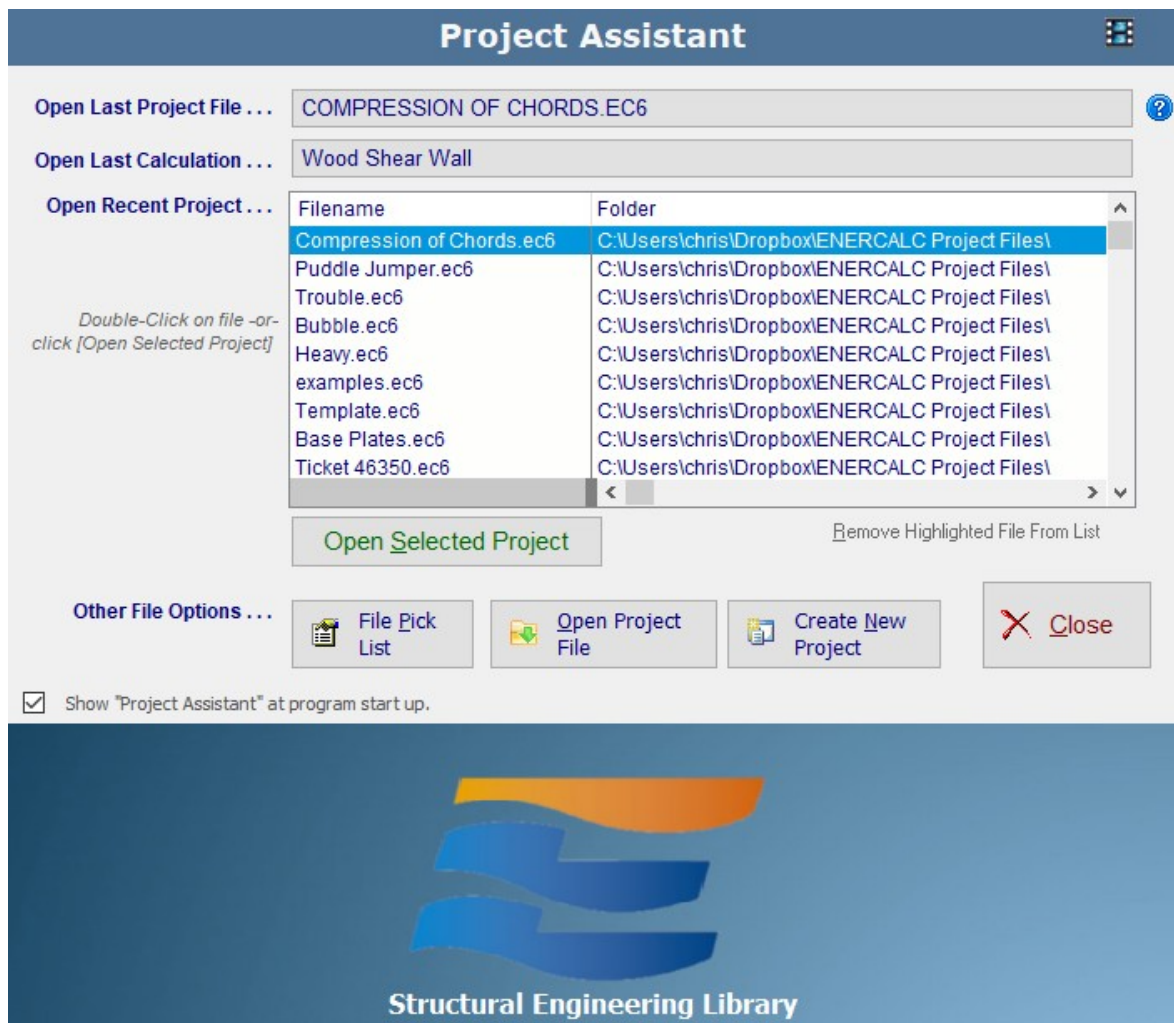 Project Assistant
Open Last Project File . . .
COMPRESSION OF CHORDS.EC6
Open Last Calculation . . .
Wood Shear Wall
Open Recent Project . . .
Filename Folder
Compression of Chords.ec6 C:\Users\chris\Dropbox\ENERCALC Project Files\
Puddle Jumper.ec6 C:\Users\chris\Dropbox\ENERCALC Project Files\
Trouble.ec6 C:\Users\chris\Dropbox\ENERCALC Project Files\
Bubble.ec6 C:\Users\chris\Dropbox\ENERCALC Project Files\
Heavy.ec6 C:\Users\chris\Dropbox\ENERCALC Project Files\
examples.ec6 C:\Users\chris\Dropbox\ENERCALC Project Files\
Template.ec6 C:\Users\chris\Dropbox\ENERCALC Project Files\
Base Plates.ec6 C:\Users\chris\Dropbox\ENERCALC Project Files\
Ticket 46350.ec6 C:\Users\chris\Dropbox\ENERCALC Project Files\
Double-Click on file -or-
click [Open Selected Project]
Open Selected Project
Remove Highlighted File From List
Other File Options . . .
File Pick
List
Open Project
File
Create New
Project
Close
Show "Project Assistant" at program start up.
Structural Engineering Library